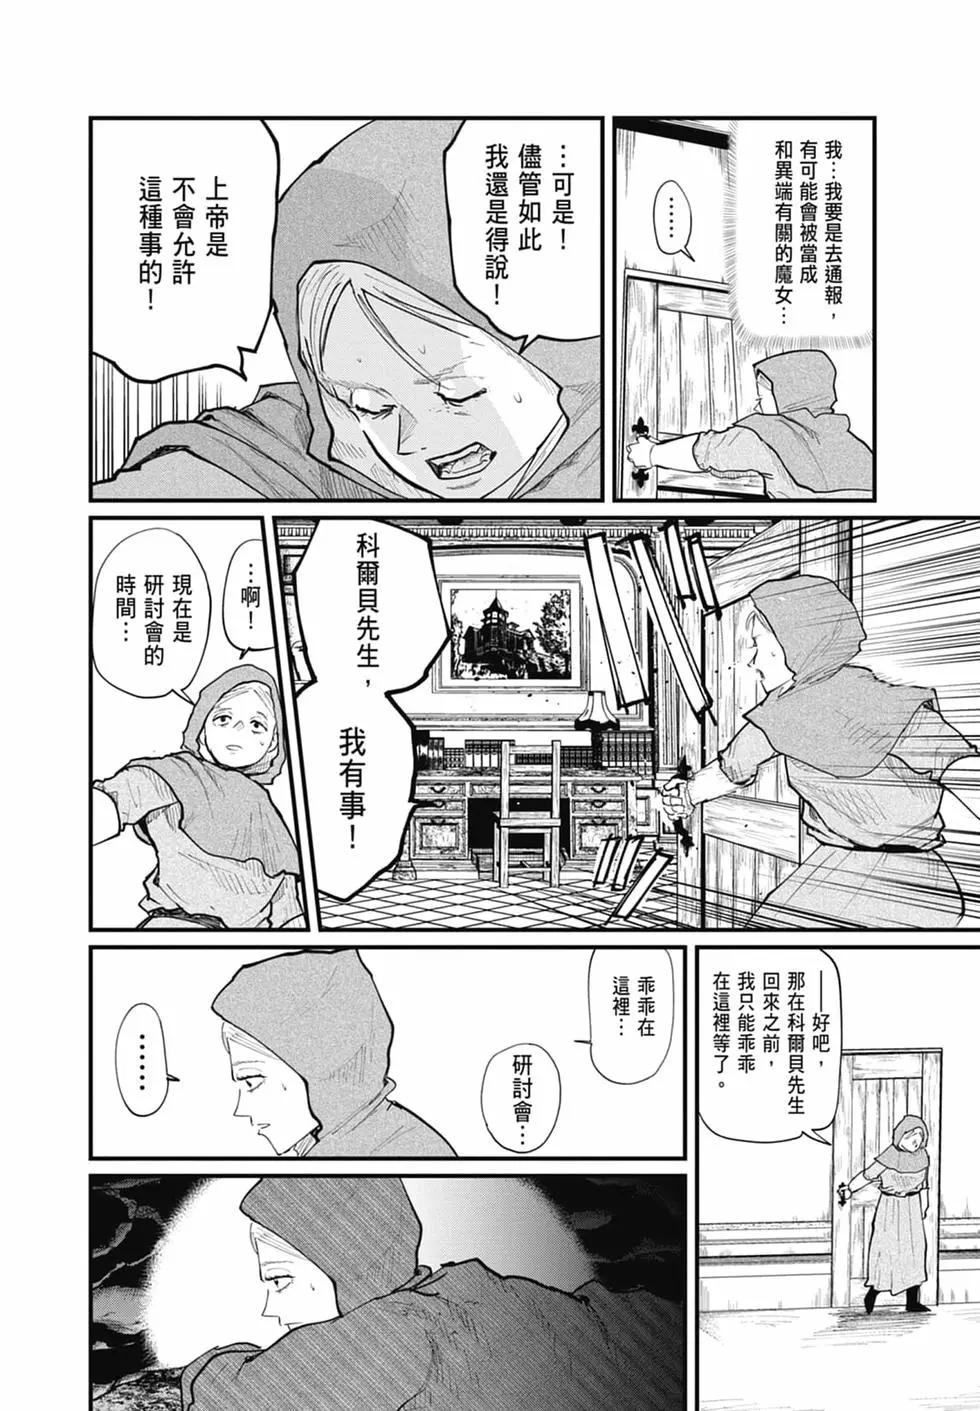 我…我要是去通報，
有可能會被當成
和異端有關的魔女…
……
…可是！
儘管如此
我還是得說！
上帝是
不會允許
這種事的！
科爾貝先生，
我有事！
…啊！
現在是
研討會的
時間…
——好吧，
那在科爾貝先生
回來之前，
我只能乖乖
在這裡等了。
乖乖在
這裡…
研討會…
……